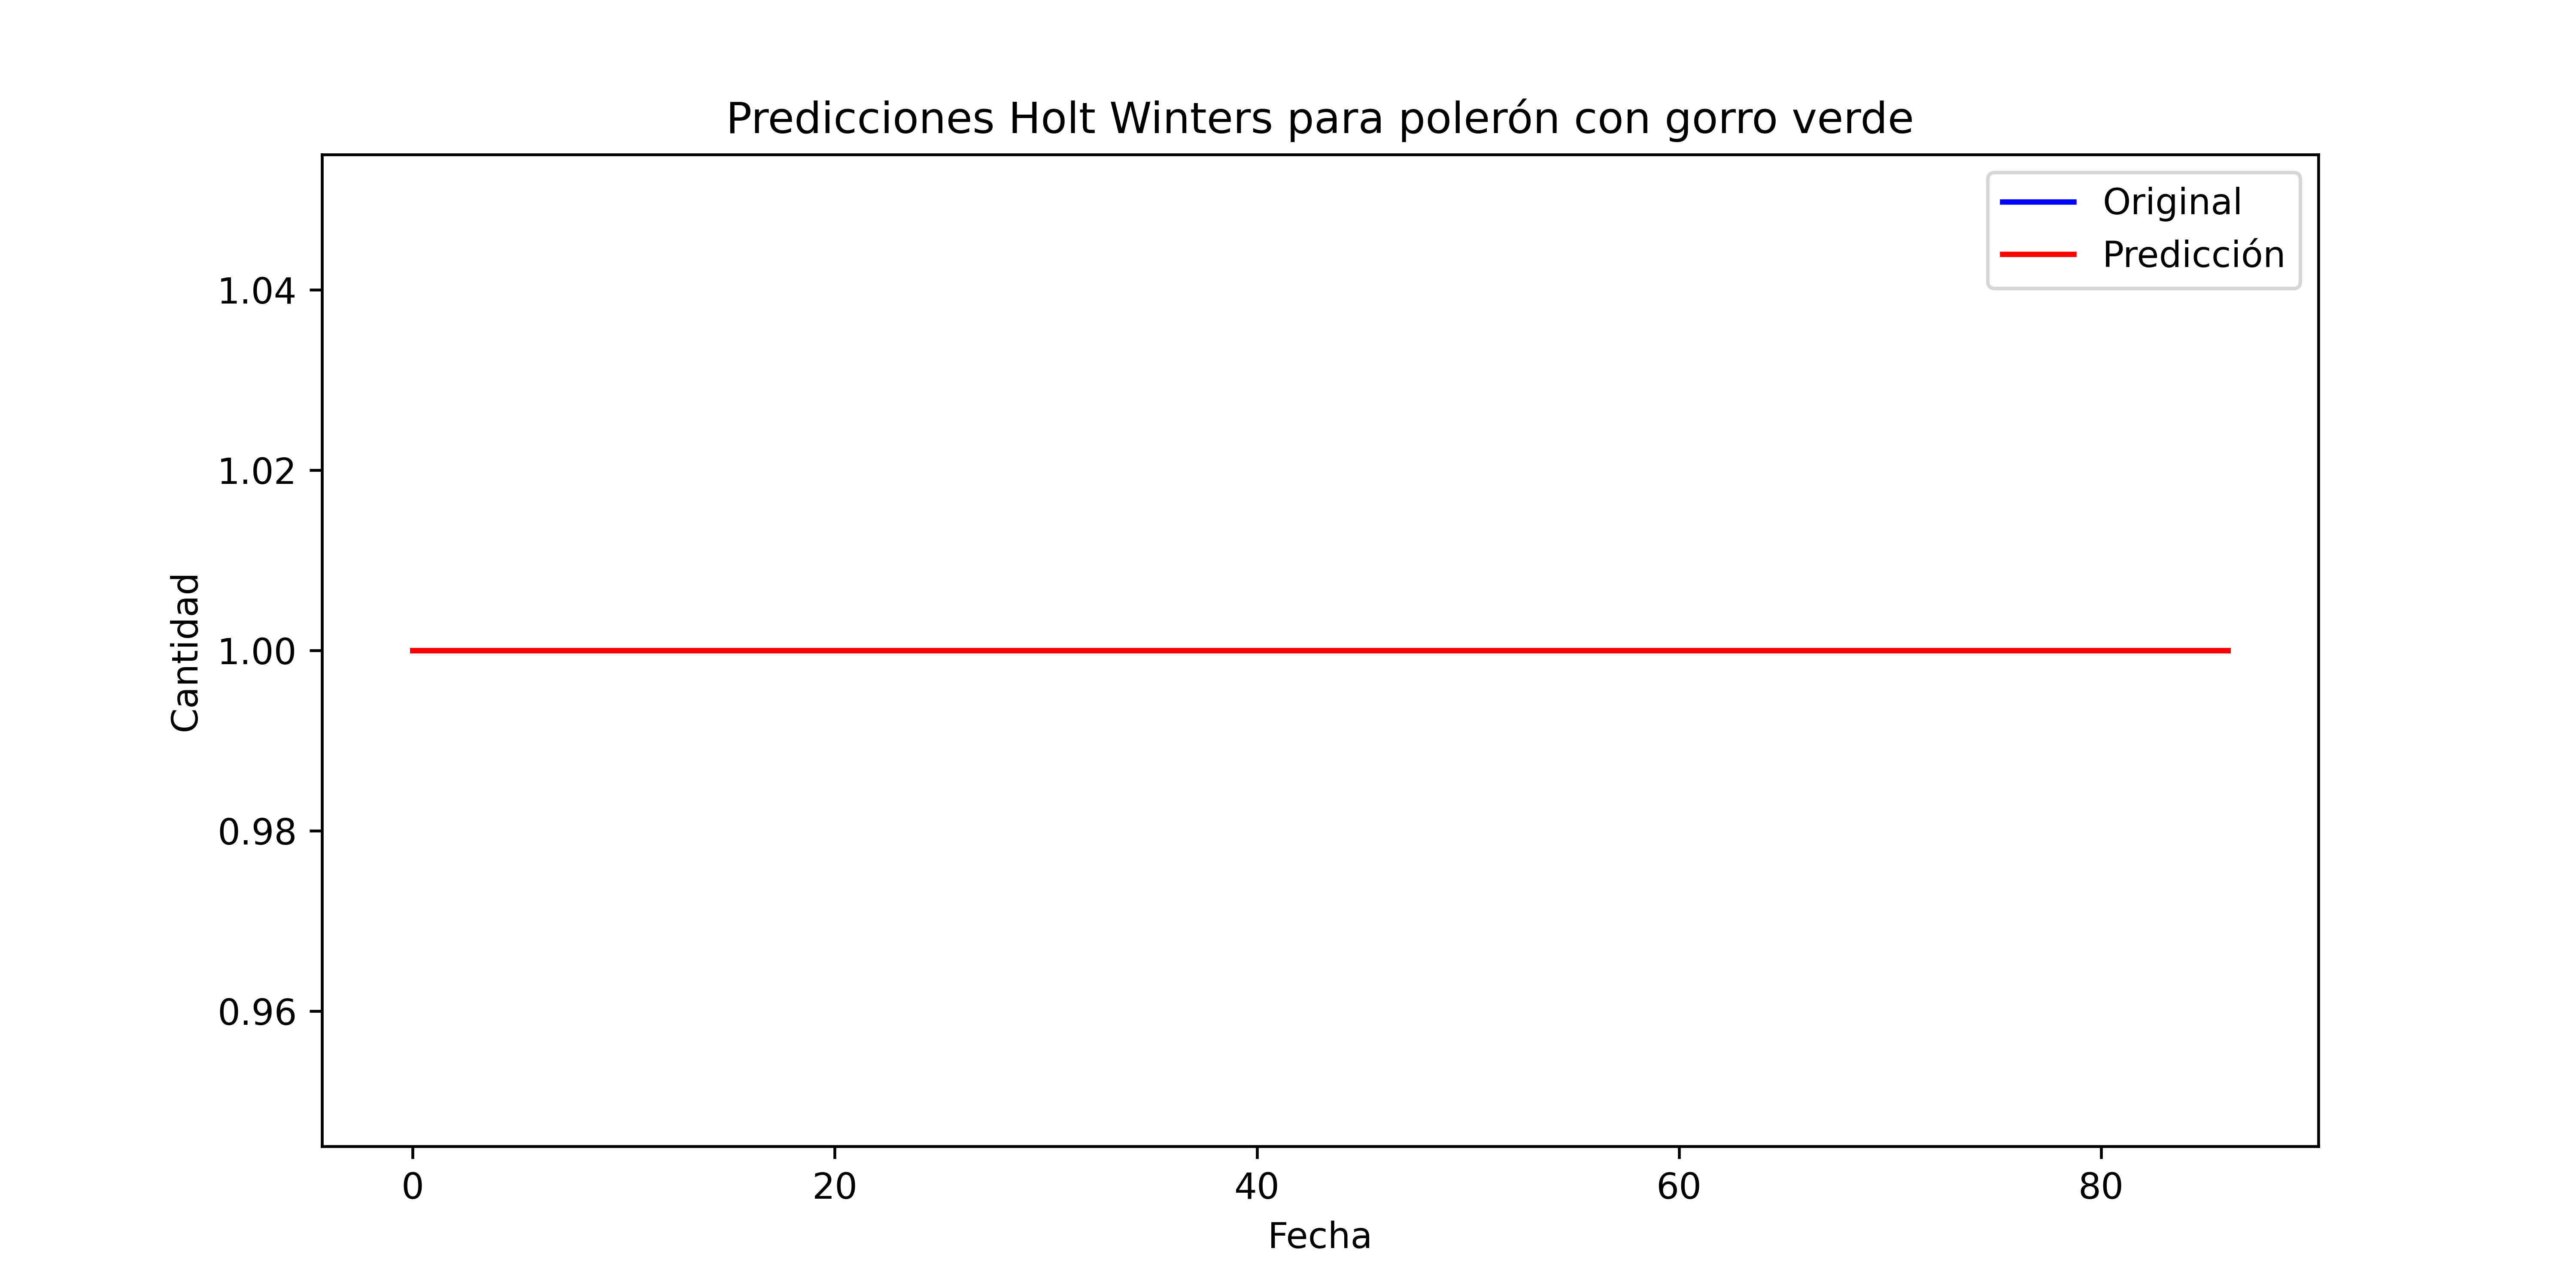 Predicciones Holt Winters para polerón con gorro verde
Original
Predicción
1.04
1.02
1.00
0.98
0.96
Cantidad
0
20
40
60
80
Fecha